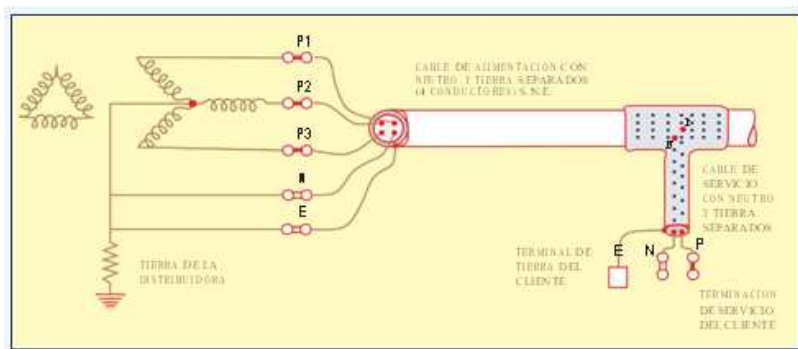 P1
CABLE DE ALIMENTACIÓN CON
NEUTRO Y TIERRA SEPARADOS
(4 CONDUCTORES) S.N.E.
P2
P3
N
E
CABLE DE
SERVICIO
CON NEUTRO
Y TIERRA
SEPARADOS
TIERRA DE LA
DISTRIBUIDORA
TERMINAL DE
TIERRA DEL
CLIENTE
E
N
P
TERMINACION
DE SERVICIO
DEL CLIENTE